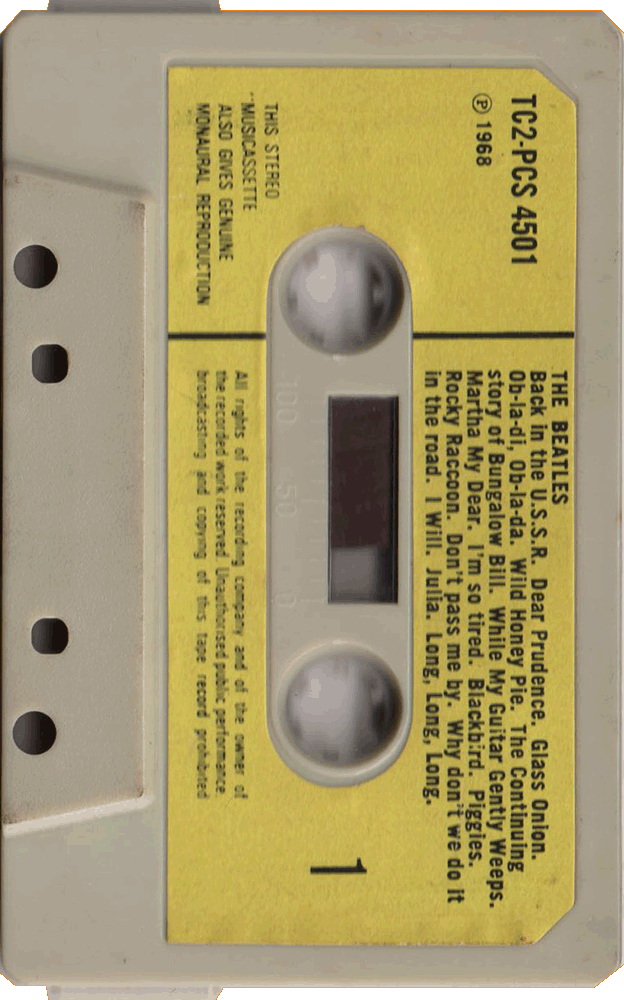 TC2-PCS 4501
Ⓟ 1968
THE BEATLES
Back in the U.S.S.R. Dear Prudence. Glass Onion.
Ob-la-di, Ob-la-da. Wild Honey Pie. The Continuing
story of Bungalow Bill. While My Guitar Gently Weeps.
Martha My Dear. I'm so tired. Blackbird. Piggies.
Rocky Raccoon. Don't pass me by. Why don't we do it
in the road. I Will. Julia. Long, Long, Long.
1
100 50 0
THIS STEREO
"MUSICASSETTE
ALSO GIVES GENUINE
MONAURAL REPRODUCTION
All rights of the recording company and of the owner of
the recorded work reserved Unauthorised public performance.
broadcasting and copying of this tape record prohibited